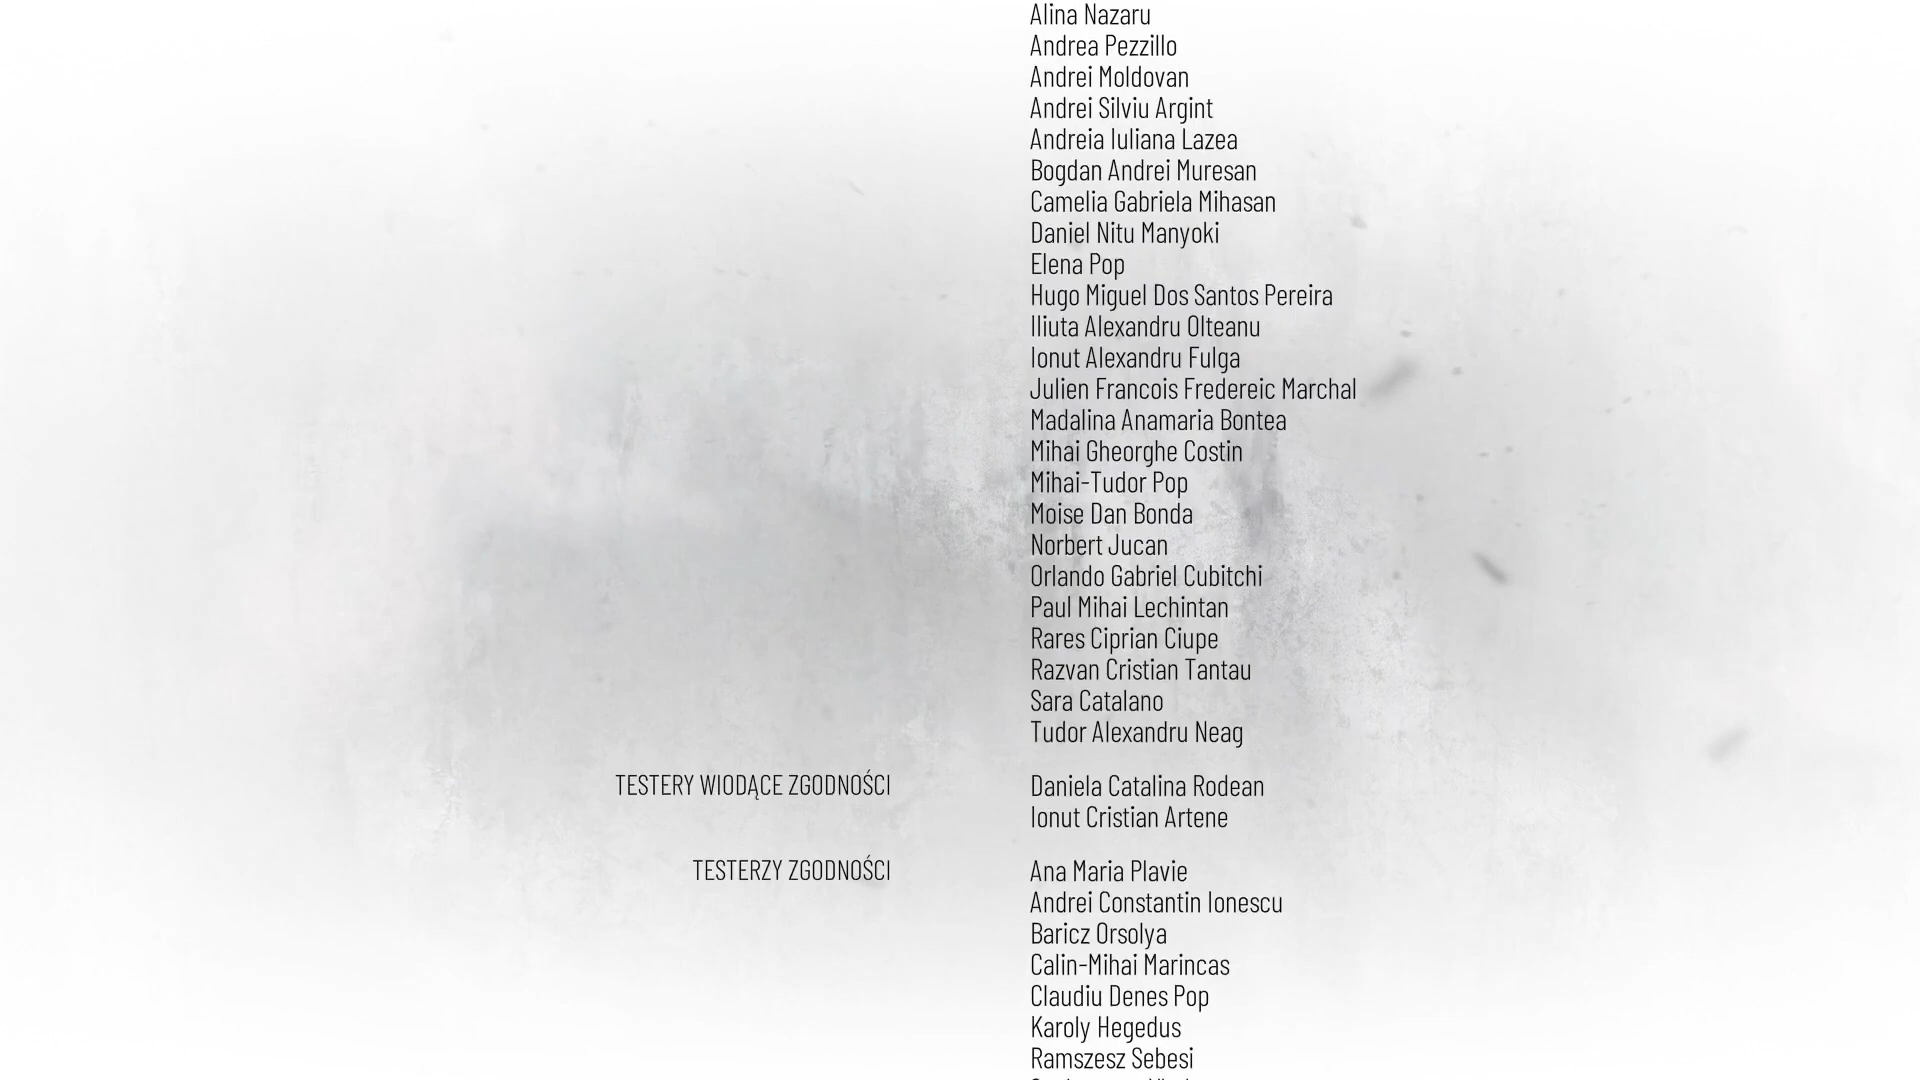 Alina Nazaru
Andrea Pezzillo
Andrei Moldovan
Andrei Silviu Argint
Andreia Iuliana Lazea
Bogdan Andrei Muresan
Camelia Gabriela Mihasan
Daniel Nitu Manyoki
Elena Pop
Hugo Miguel Dos Santos Pereira
Iliuta Alexandru Olteanu
Ionut Alexandru Fulga
Julien Francois Fredereic Marchal
Madalina Anamaria Bontea
Mihai Gheorghe Costin
Mihai-Tudor Pop
Moise Dan Bonda
Norbert Jucan
Orlando Gabriel Cubitchi
Paul Mihai Lechintan
Rares Ciprian Ciupe
Razvan Cristian Tantau
Sara Catalano
Tudor Alexandru Neag
TESTERY WIODĄCE ZGODNOŚCI Daniela Catalina Rodean
Ionut Cristian Artene
TESTERZY ZGODNOŚCI Ana Maria Plavie
Andrei Constantin Ionescu
Baricz Orsolya
Calin-Mihai Marincas
Claudiu Denes Pop
Karoly Hegedus
Ramszesz Sebesi